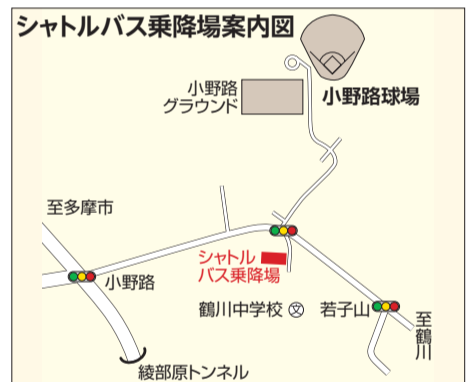 シャトルバス乗降場案内図
小野路
グラウンド
小野路球場
至多摩市
シャトル
バス乗降場
小野路
鶴川中学校
文
若子山
至鶴川
綾部原トンネル